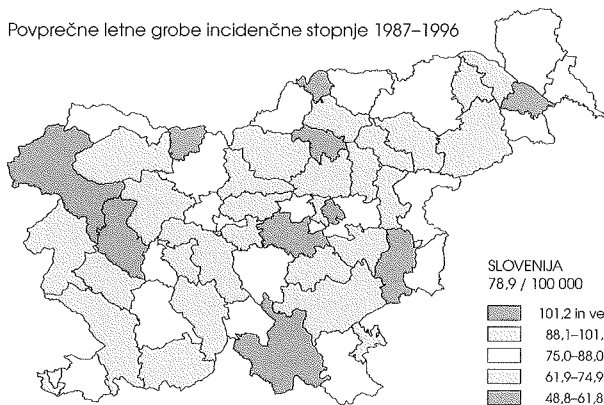 Povprečne letne grobe incidenčne stopnje 1987–1996
SLOVENIJA
78,9 / 100 000
101,2 in ve
88,1–101,
75,0–88,0
61,9–74,9
48,8–61,8